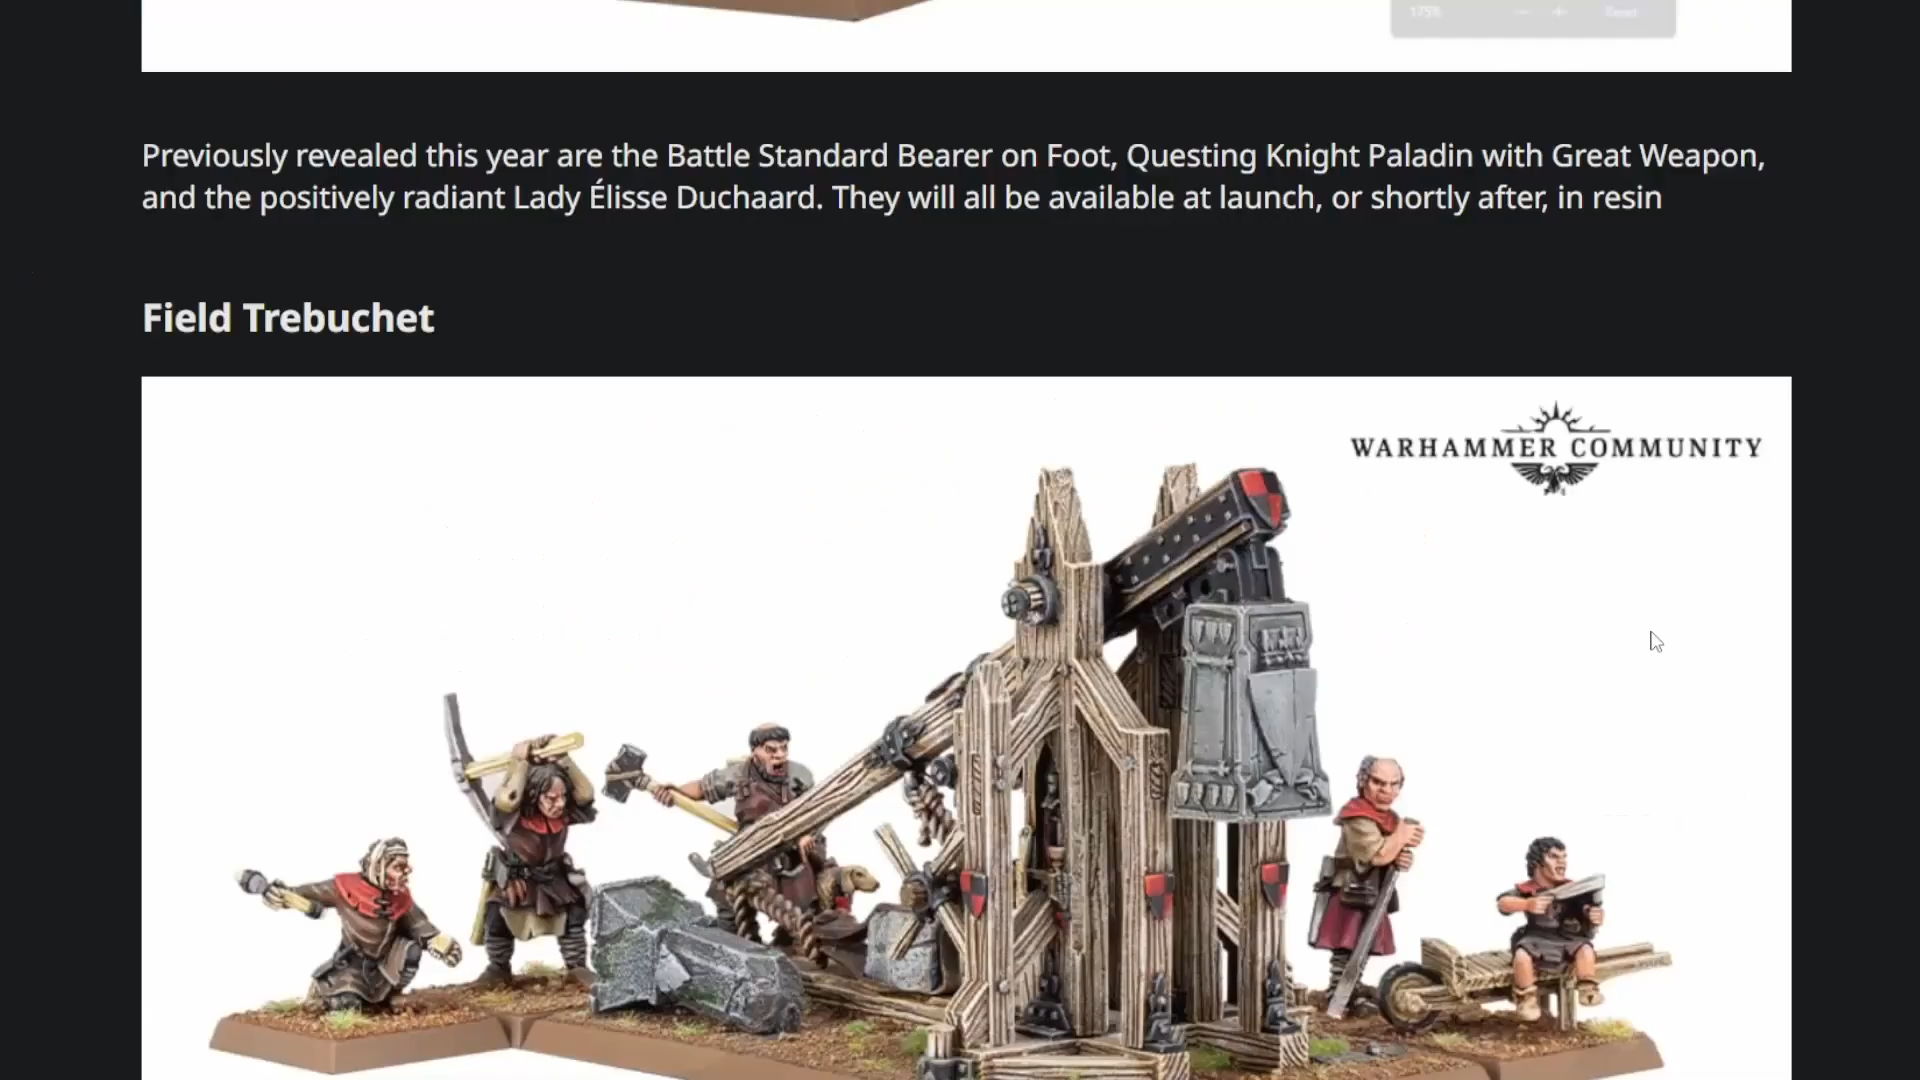 175%
Previously revealed this year are the Battle Standard Bearer on Foot, Questing Knight Paladin with Great Weapon,
and the positively radiant Lady Élisse Duchaard. They will all be available at launch, or shortly after, in resin
Field Trebuchet
WARHAMMER COMMUNITY